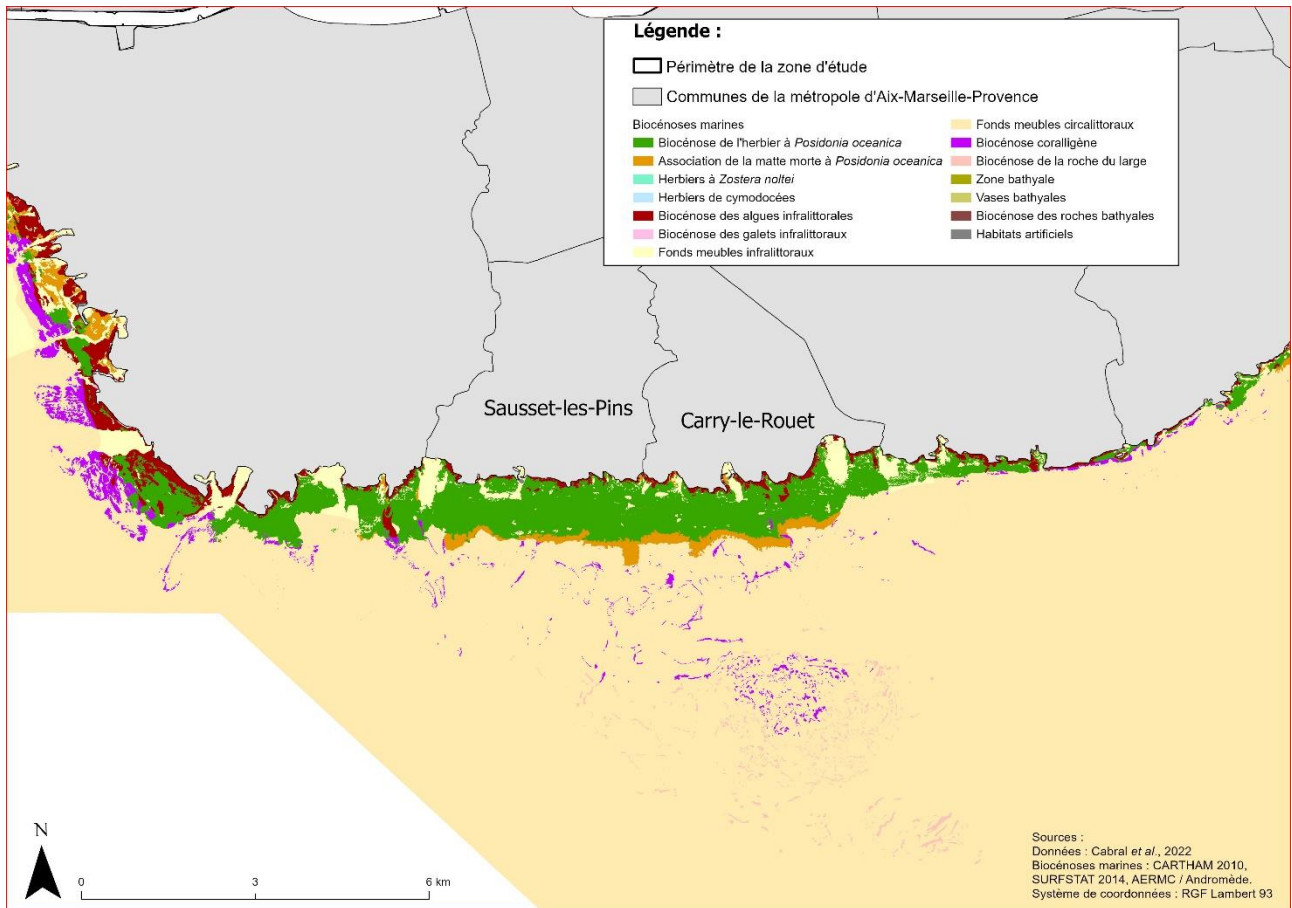 Légende :
Périmètre de la zone d'étude
Communes de la métropole d'Aix-Marseille-Provence
Biocénoses marines
Biocénose de l'herbier à Posidonia oceanica
Association de la matte morte à Posidonia oceanica
Herbiers à Zostera noltei
Herbiers de cymodocées
Biocénose des algues infralittorales
Biocénose des galets infralittoraux
Fonds meubles infralittoraux
Fonds meubles circalittoraux
Biocénose coralligène
Biocénose de la roche du large
Zone bathyale
Vases bathyales
Biocénose des roches bathyales
Habitats artificiels
Sausset-les-Pins
Carry-le-Rouet
N
0 3 6 km
Sources :
Données : Cabral et al., 2022
Biocénoses marines : CARTHAM 2010,
SURFSTAT 2014, AERMC / Andromède.
Système de coordonnées : RGF Lambert 93